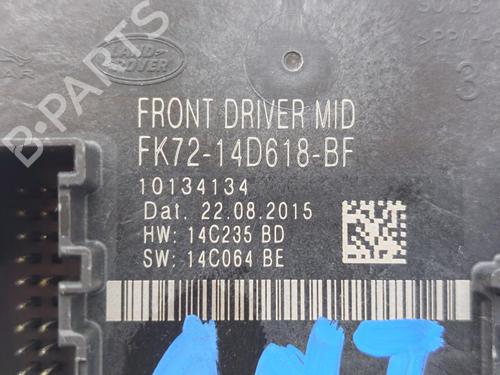 LAND-
ROVER
3
FRONT DRIVER MID
FK72-14D618-BF
10134134
Dat. 22.08.2015
HW: 14C235 BD
SW: 14C064 BE
B-PARTS